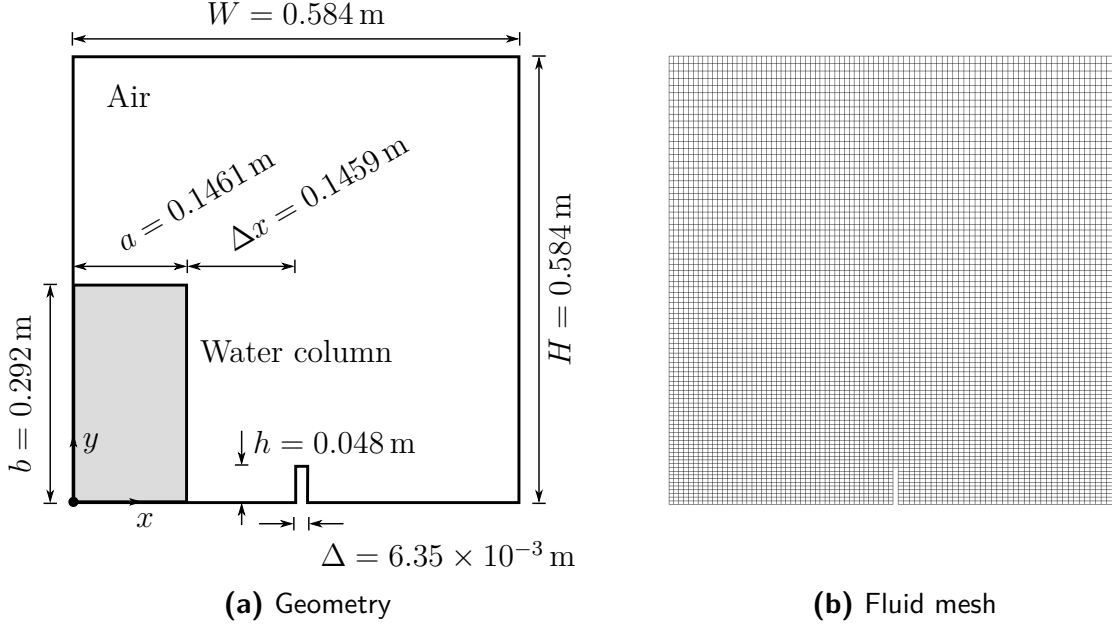 W = 0.584 m
Air
a = 0.1461 m
Δx = 0.1459 m
H = 0.584 m
b = 0.292 m
Water column
y
h = 0.048 m
x
Δ = 6.35 × 10⁻³ m
(a) Geometry
(b) Fluid mesh